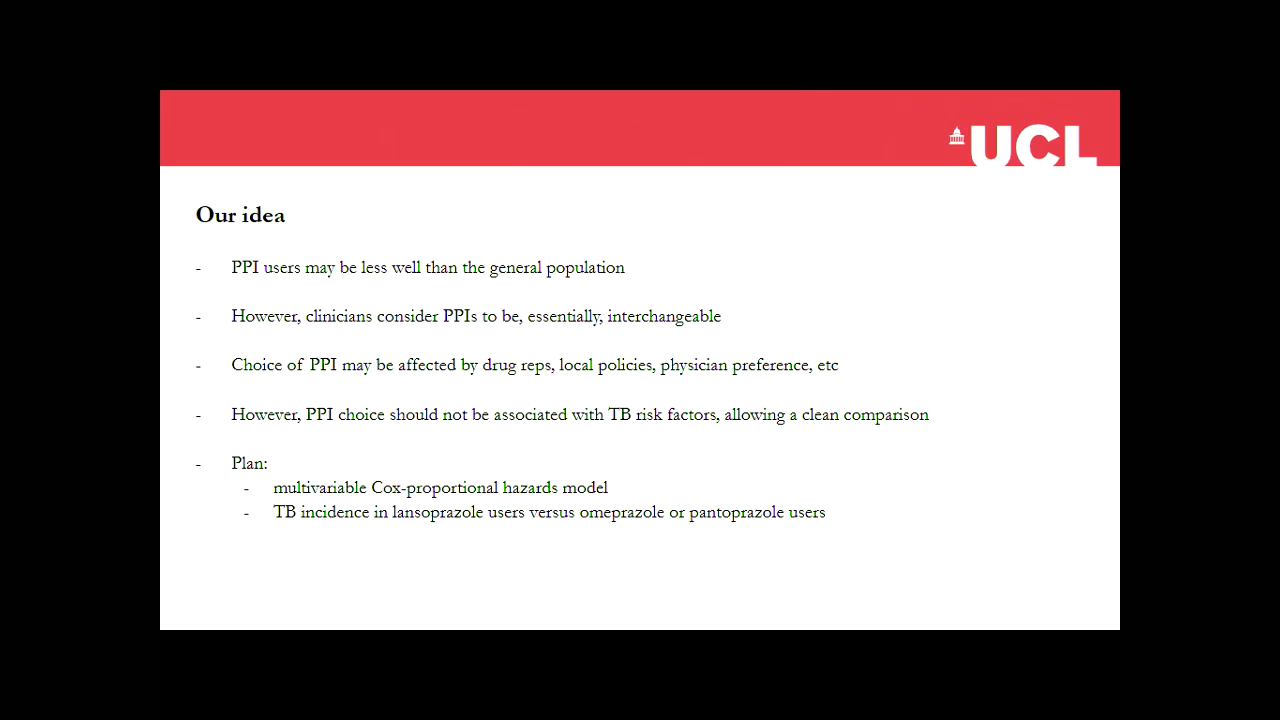 UCL
Our idea
- PPI users may be less well than the general population
- However, clinicians consider PPIs to be, essentially, interchangeable
- Choice of PPI may be affected by drug reps, local policies, physician preference, etc
- However, PPI choice should not be associated with TB risk factors, allowing a clean comparison
- Plan:
- multivariable Cox-proportional hazards model
- TB incidence in lansoprazole users versus omeprazole or pantoprazole users